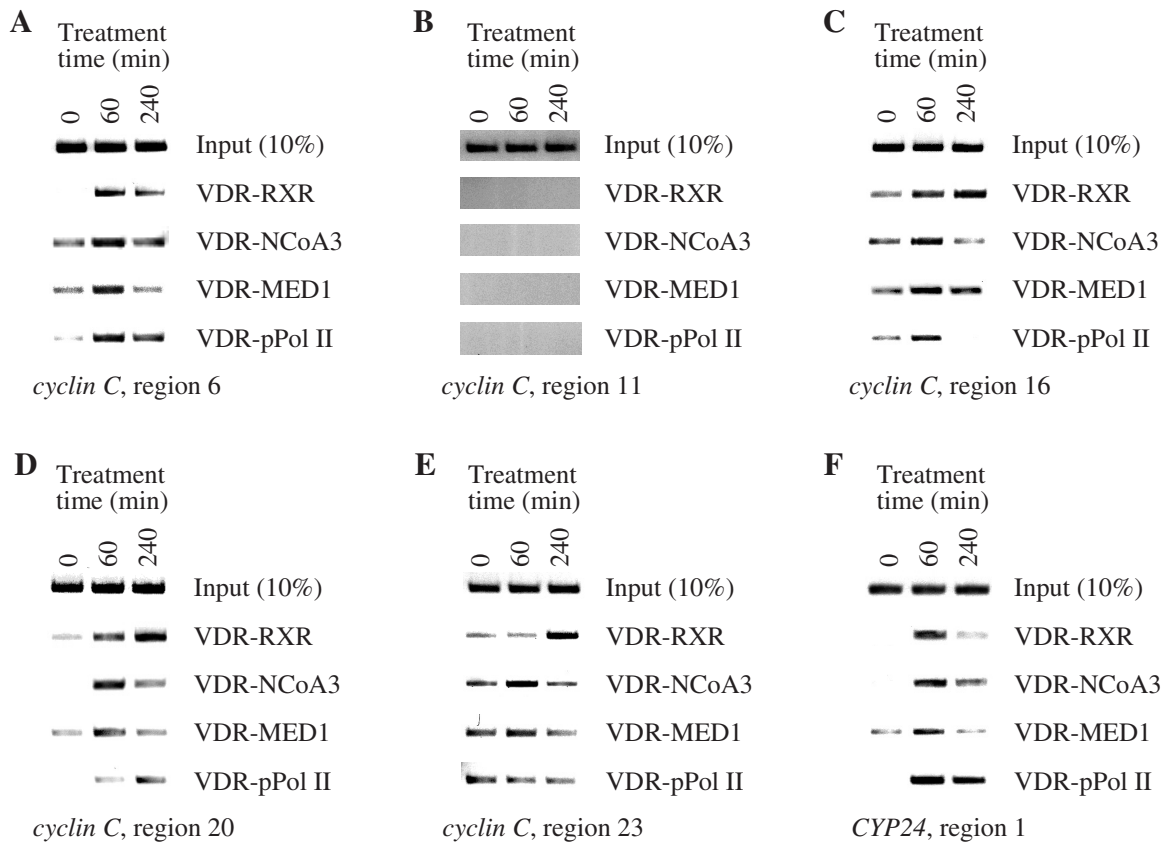 A
Treatment
time (min)
0 60 240
Input (10%)
VDR-RXR
VDR-NCoA3
VDR-MED1
VDR-pPol II
cyclin C, region 6
B
Treatment
time (min)
0 60 240
Input (10%)
VDR-RXR
VDR-NCoA3
VDR-MED1
VDR-pPol II
cyclin C, region 11
C
Treatment
time (min)
0 60 240
Input (10%)
VDR-RXR
VDR-NCoA3
VDR-MED1
VDR-pPol II
cyclin C, region 16
D
Treatment
time (min)
0 60 240
Input (10%)
VDR-RXR
VDR-NCoA3
VDR-MED1
VDR-pPol II
cyclin C, region 20
E
Treatment
time (min)
0 60 240
Input (10%)
VDR-RXR
VDR-NCoA3
VDR-MED1
VDR-pPol II
cyclin C, region 23
F
Treatment
time (min)
0 60 240
Input (10%)
VDR-RXR
VDR-NCoA3
VDR-MED1
VDR-pPol II
CYP24, region 1